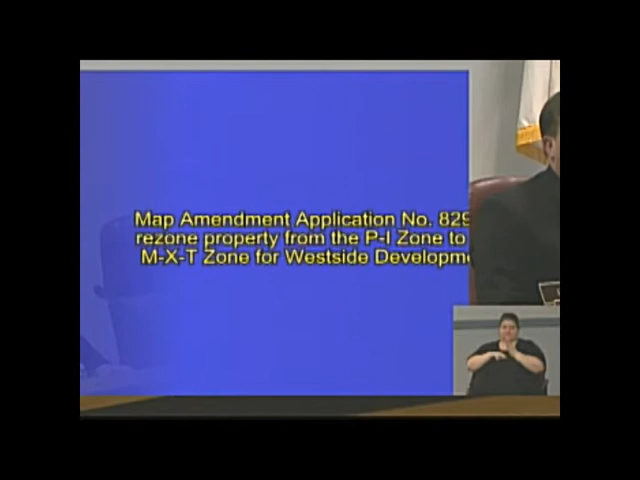 Map Amendment Application No. 829
rezone property from the P-I Zone to
M-X-T Zone for Westside Developm